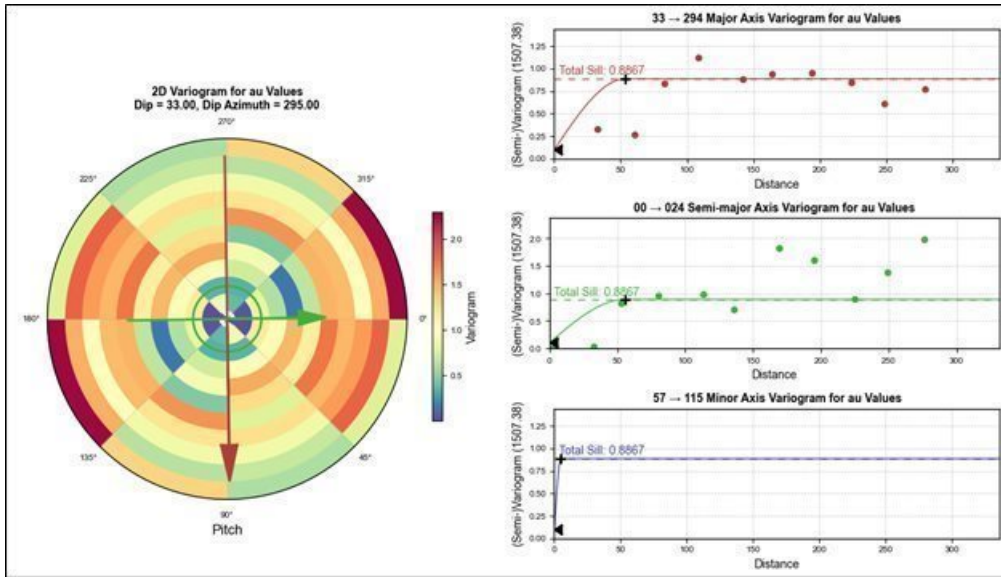 2D Variogram for au Values
Dip = 33.00, Dip Azimuth = 295.00
270°
225°
315°
180°
0°
135°
45°
90°
Pitch
2.0
1.5
1.0
0.5
Variogram
33 → 294 Major Axis Variogram for au Values
(Semi-)Variogram (1507.38)
1.25
1.00
0.75
0.50
0.25
0.00
Total Sill: 0.8867
0 50 100 150 200 250 300
Distance
00 → 024 Semi-major Axis Variogram for au Values
(Semi-)Variogram (1507.38)
2.0
1.5
1.0
0.5
0.0
Total Sill: 0.8867
0 50 100 150 200 250 300
Distance
57 → 115 Minor Axis Variogram for au Values
(Semi-)Variogram (1507.38)
1.25
1.00
0.75
0.50
0.25
0.00
Total Sill: 0.8867
0 50 100 150 200 250 300
Distance